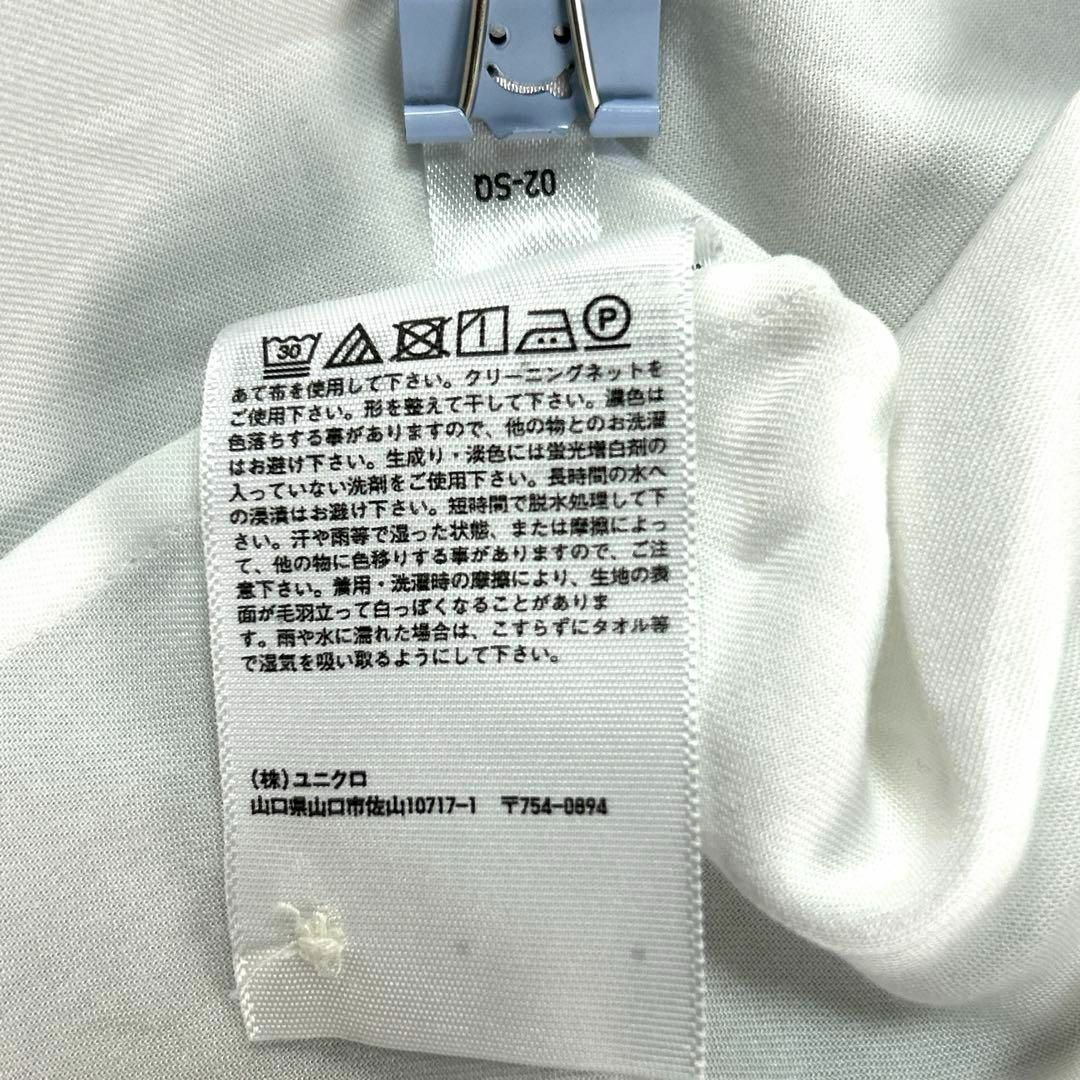 02-SQ
30 P
あて布を使用して下さい。クリーニングネットを
ご使用下さい。形を整えて干して下さい。濃色は
色落ちする事がありますので、他の物とのお洗濯
はお避け下さい。生成り・淡色には蛍光増白剤の
入っていない洗剤をご使用下さい。長時間の水へ
の浸漬はお避け下さい。短時間で脱水処理して下
さい。汗や雨等で湿った状態、または摩擦によっ
て、他の物に色移りする事がありますので、ご注
意下さい。着用・洗濯時の摩擦により、生地の表
面が毛羽立って白っぽくなることがありま
す。雨や水に濡れた場合は、こすらずにタオル等
で湿気を吸い取るようにして下さい。
(株)ユニクロ
山口県山口市佐山10717-1 〒754-0894